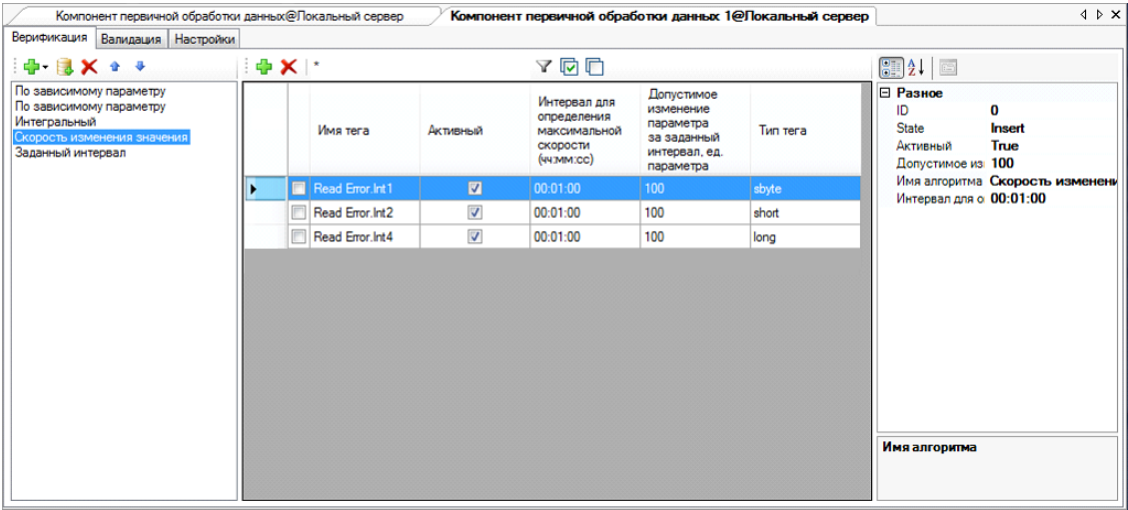 Компонент первичной обработки данных@Локальный сервер
Компонент первичной обработки данных 1@Локальный сервер
Верификация Валидация Настройки
*
По зависимому параметру
По зависимому параметру
Интегральный
Скорость изменения значения
Заданный интервал
Имя тега
Активный
Интервал для
определения
максимальной
скорости
(чч:мм:сс)
Допустимое
изменение
параметра
за заданный
интервал, ед.
параметра
Тип тега
Read Error.Int1 00:01:00 100 sbyte
Read Error.Int2 00:01:00 100 short
Read Error.Int4 00:01:00 100 long
Разное
ID 0
State Insert
Активный True
Допустимое из 100
Имя алгоритма Скорость изменени
Интервал для о 00:01:00
Имя алгоритма